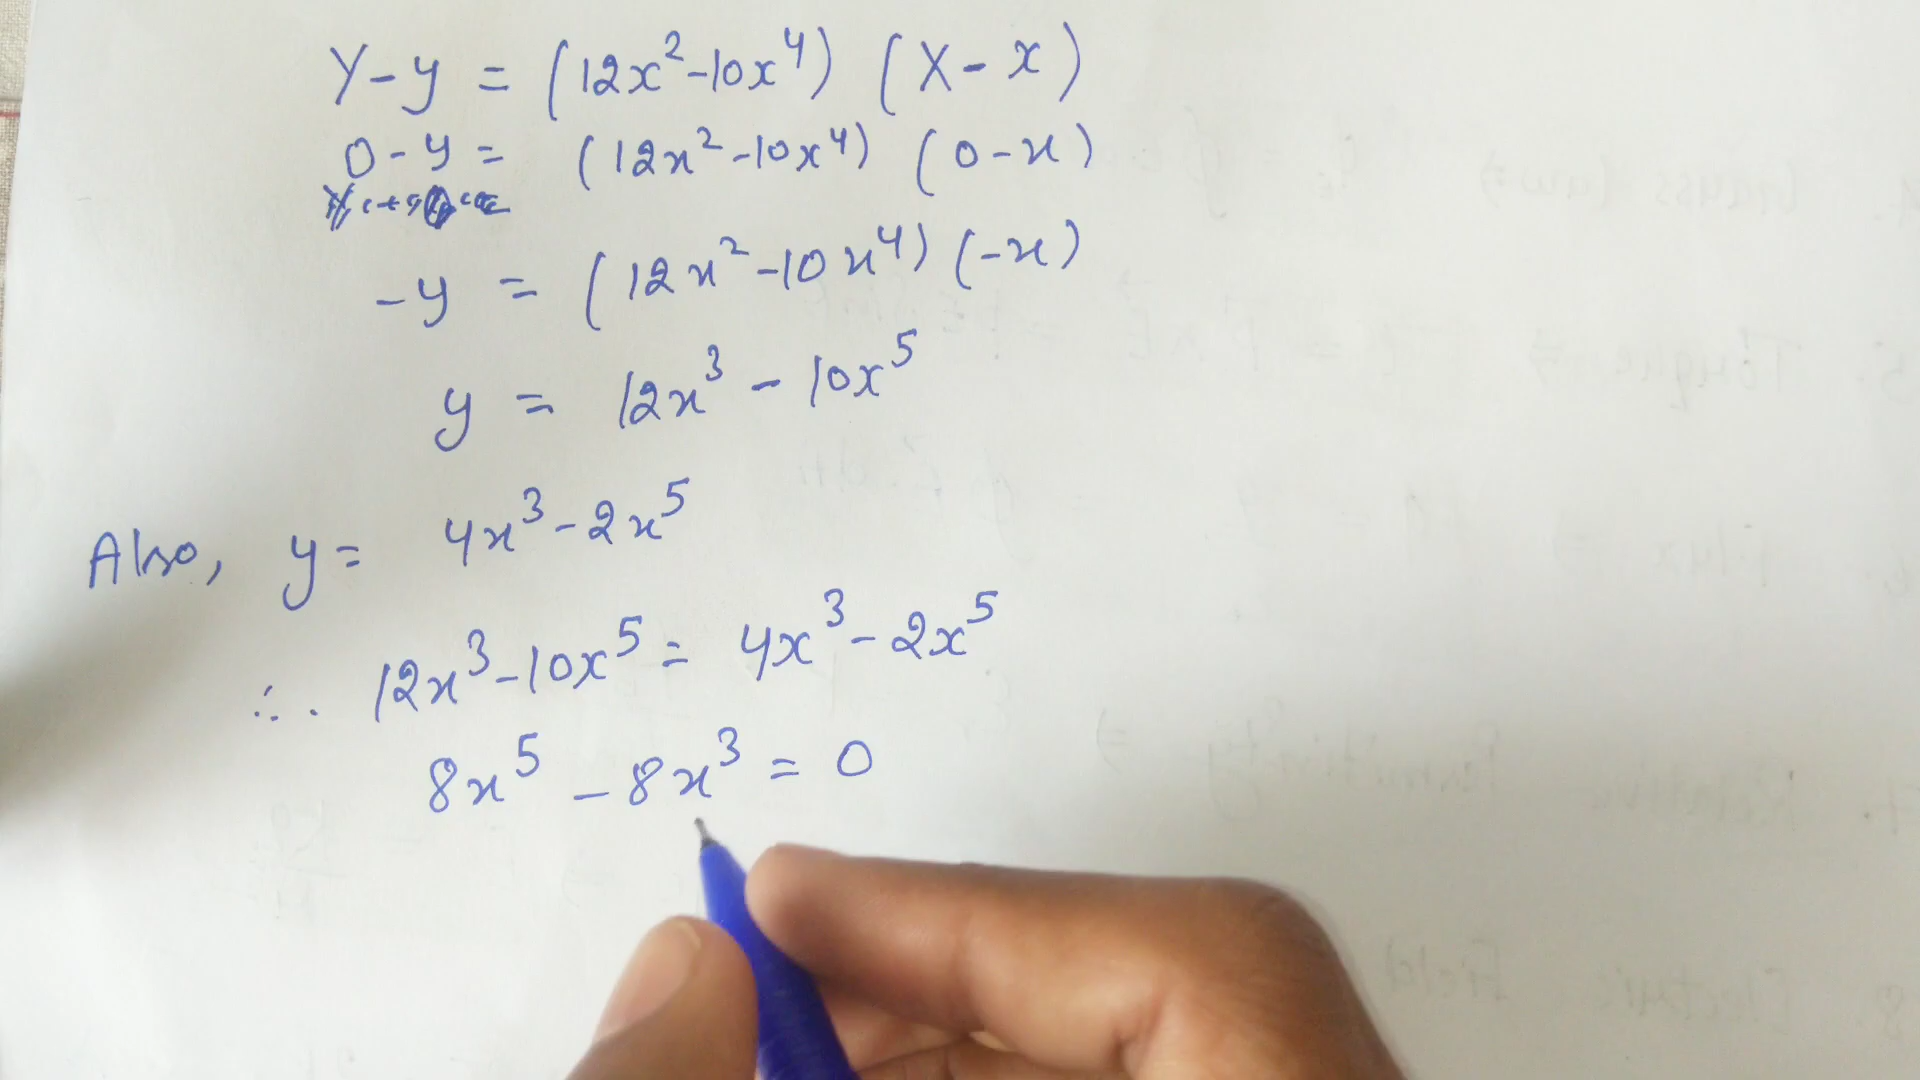 Y-y = (12x²-10x⁴) (X-x)
0-y = (12x²-10x⁴) (0-x)
-y = (12x²-10x⁴) (-x)
y = 12x³ - 10x⁵
Also, y = 4x³-2x⁵
∴ 12x³-10x⁵ = 4x³-2x⁵
8x⁵ - 8x³ = 0